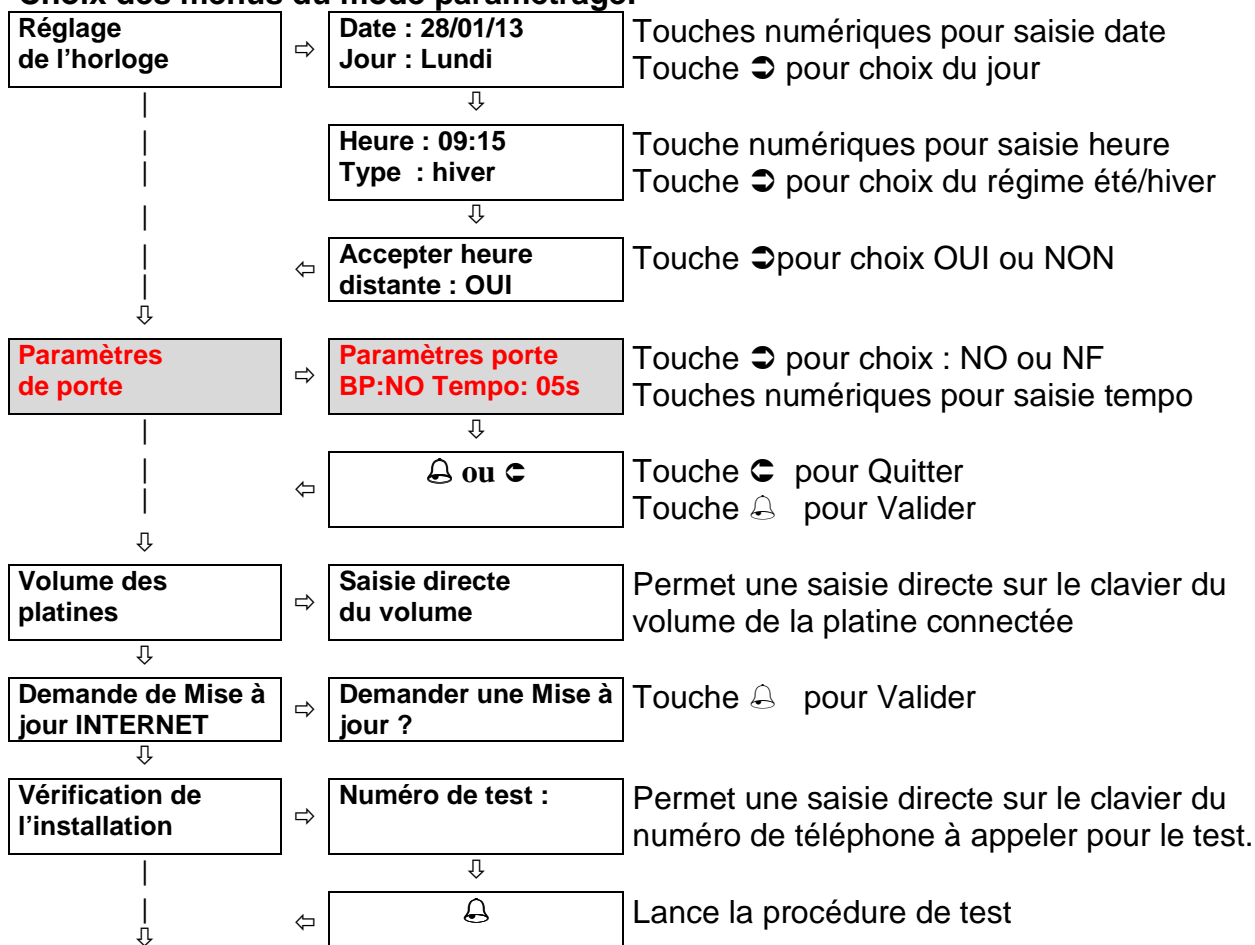 Choix des menus du mode paramétrage.
Réglage
de l’horloge
⇨
Date : 28/01/13
Jour : Lundi
Touches numériques pour saisie date
Touche ➲ pour choix du jour
⇩
Heure : 09:15
Type : hiver
Touche numériques pour saisie heure
Touche ➲ pour choix du régime été/hiver
⇩
⇦
Accepter heure
distante : OUI
Touche ➲pour choix OUI ou NON
⇩
Paramètres
de porte
⇨
Paramètres porte
BP:NO Tempo: 05s
Touche ➲ pour choix : NO ou NF
Touches numériques pour saisie tempo
⇩
⇦
🔔 ou ⮌
Touche ⮌ pour Quitter
Touche 🔔 pour Valider
⇩
Volume des
platines
⇨
Saisie directe
du volume
Permet une saisie directe sur le clavier du
volume de la platine connectée
⇩
Demande de Mise à
jour INTERNET
⇨
Demander une Mise à
jour ?
Touche 🔔 pour Valider
⇩
Vérification de
l’installation
⇨
Numéro de test :
Permet une saisie directe sur le clavier du
numéro de téléphone à appeler pour le test.
⇩
⇦
🔔
Lance la procédure de test
⇩